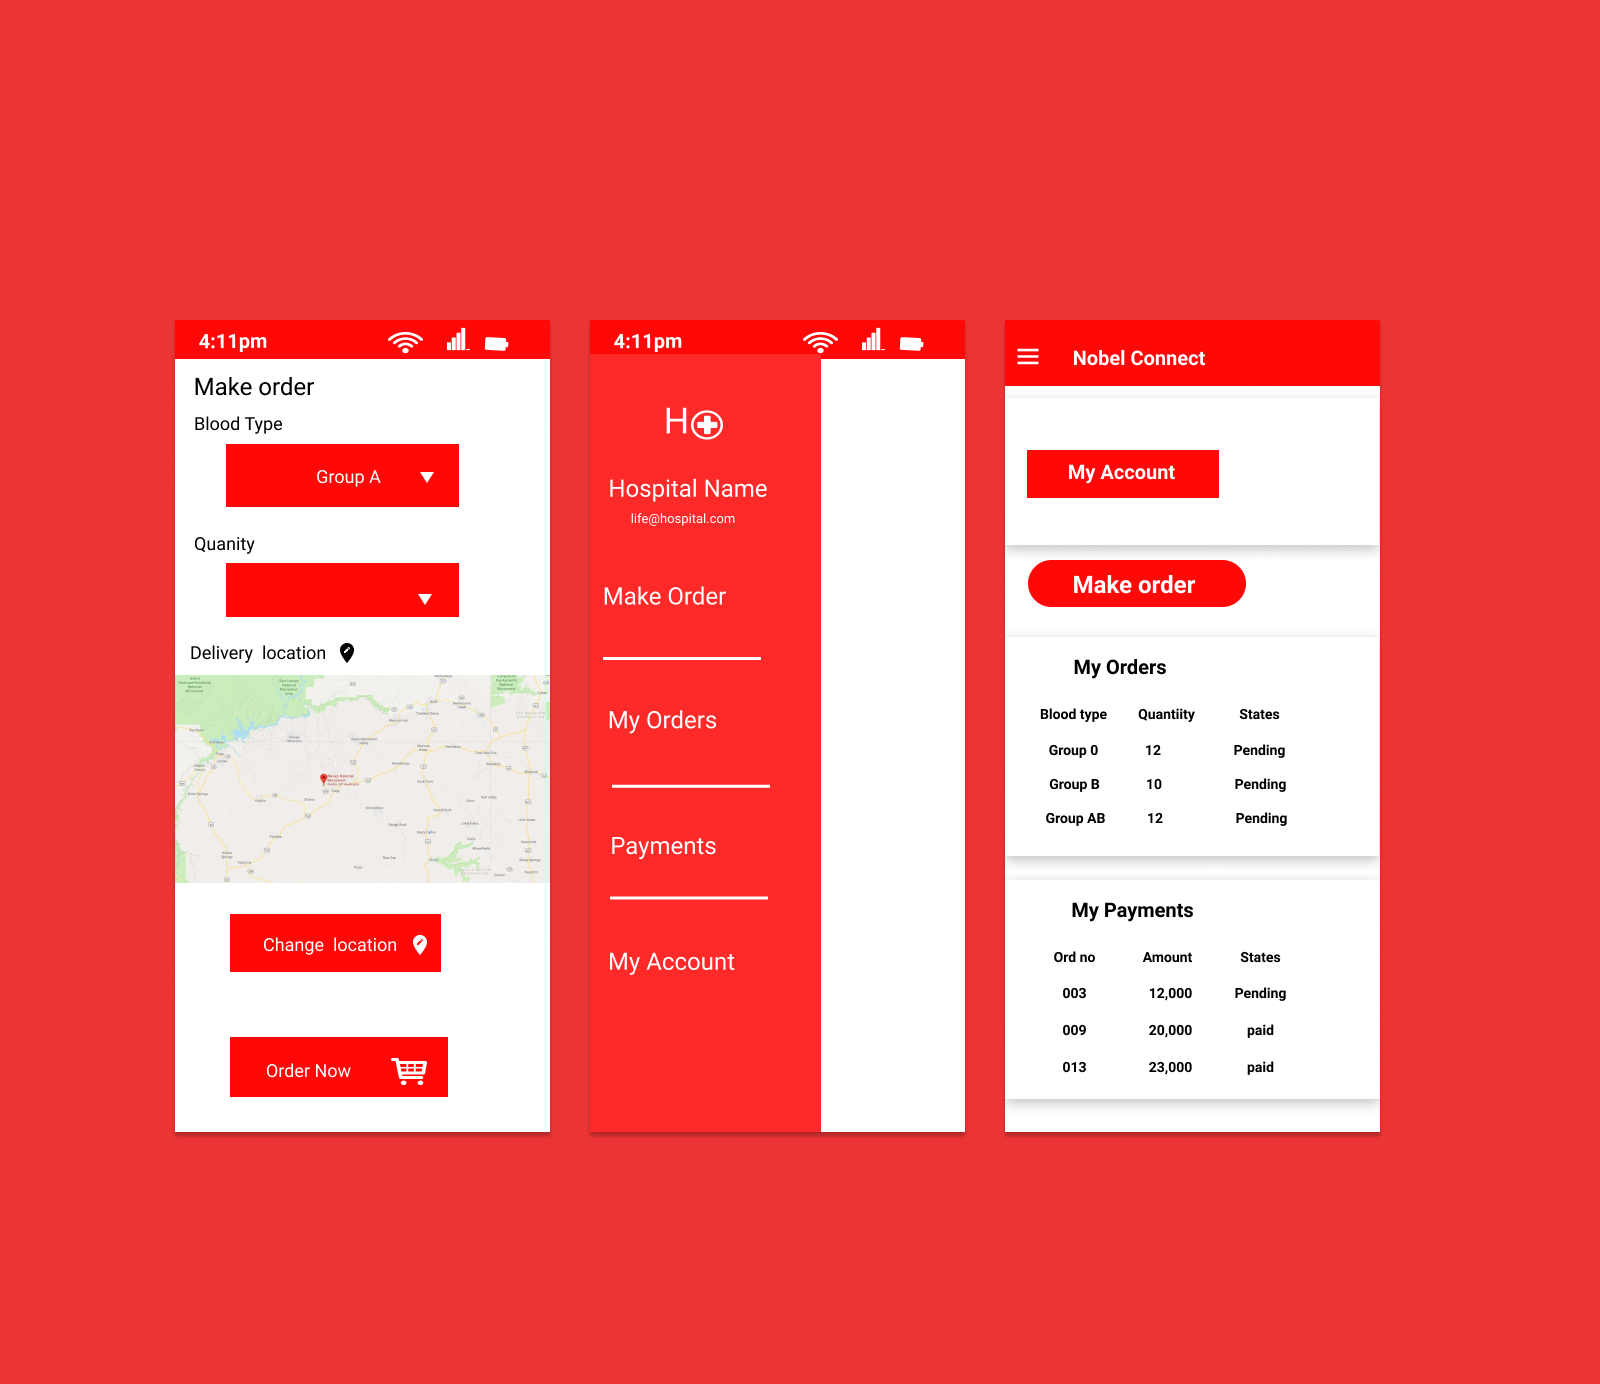 4:11pm
Make order
Blood Type
Group A
Quanity
Delivery location
Change location
Order Now
4:11pm
H
Hospital Name
life@hospital.com
Make Order
My Orders
Payments
My Account
Nobel Connect
My Account
Make order
My Orders
Blood type Quantiity States
Group 0 12 Pending
Group B 10 Pending
Group AB 12 Pending
My Payments
Ord no Amount States
003 12,000 Pending
009 20,000 paid
013 23,000 paid